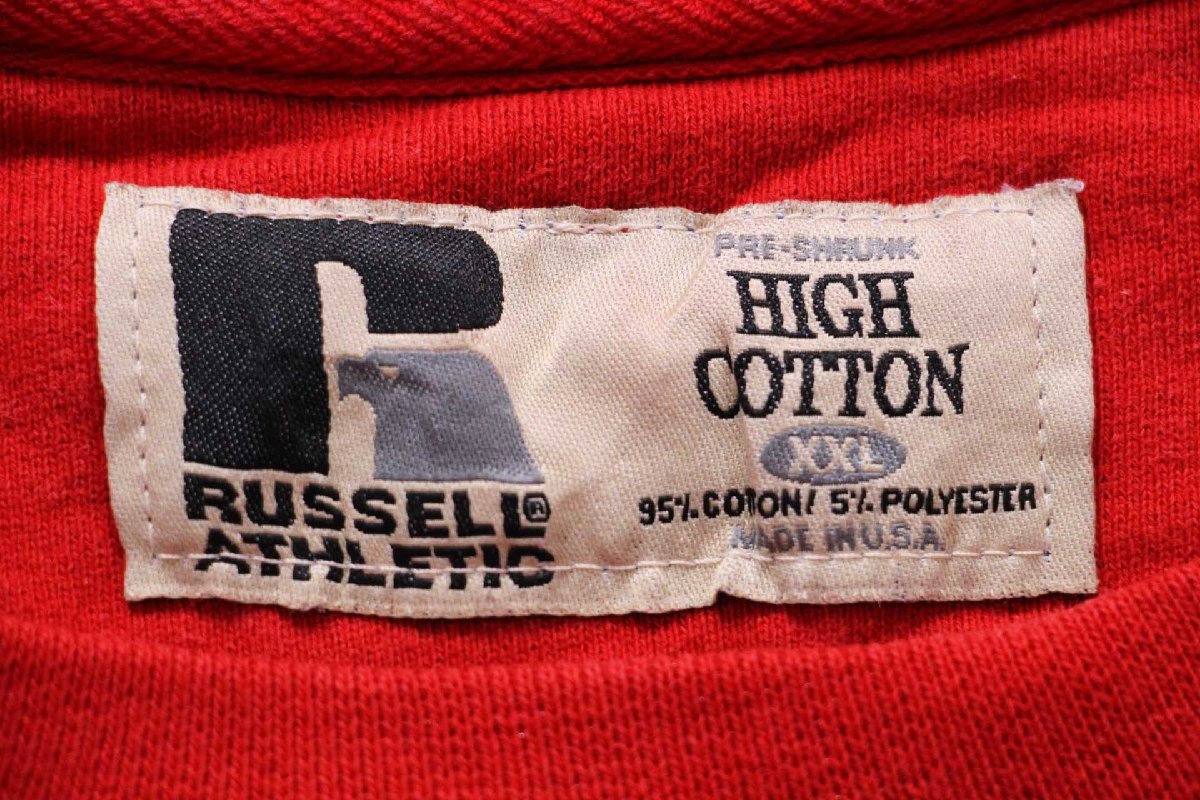 RUSSELL®
ATHLETIC
PRE-SHRUNK
HIGH
COTTON
XXL
95% COTTON/ 5% POLYESTER
MADE IN U.S.A.